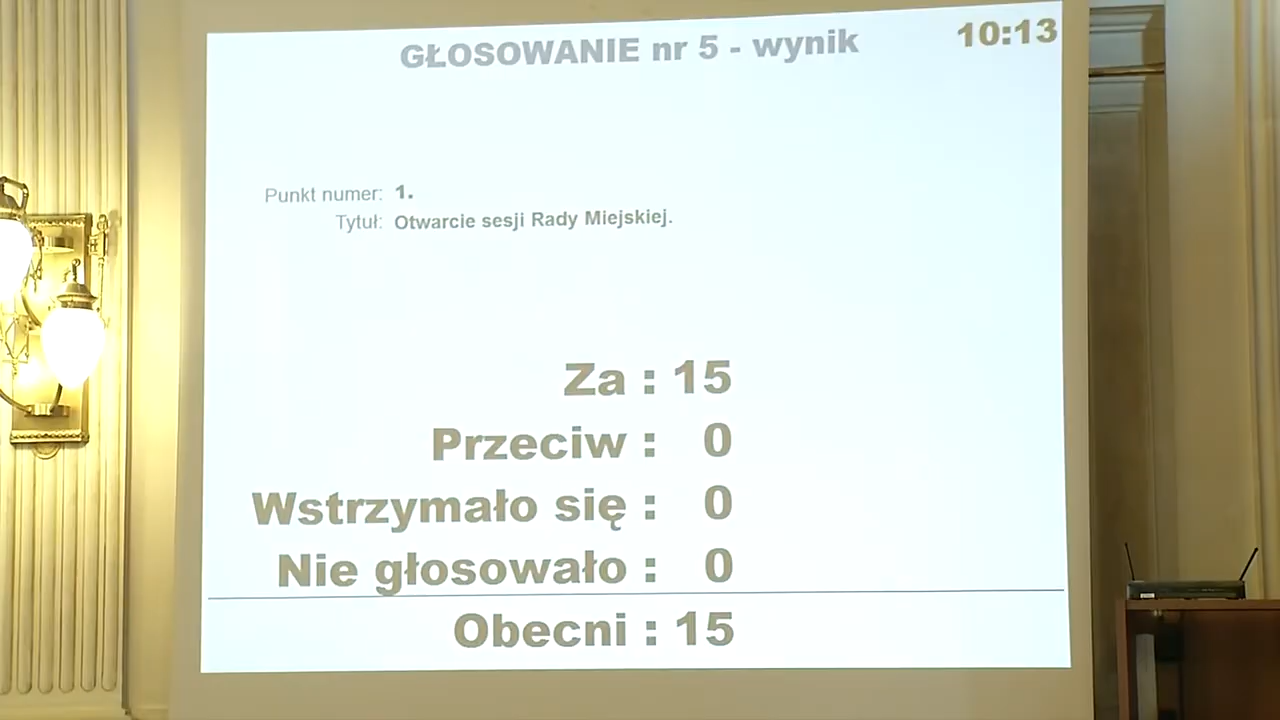 GŁOSOWANIE nr 5 - wynik 10:13
Punkt numer: 1.
Tytuł: Otwarcie sesji Rady Miejskiej.
Za : 15
Przeciw : 0
Wstrzymało się : 0
Nie głosowało : 0
Obecni : 15